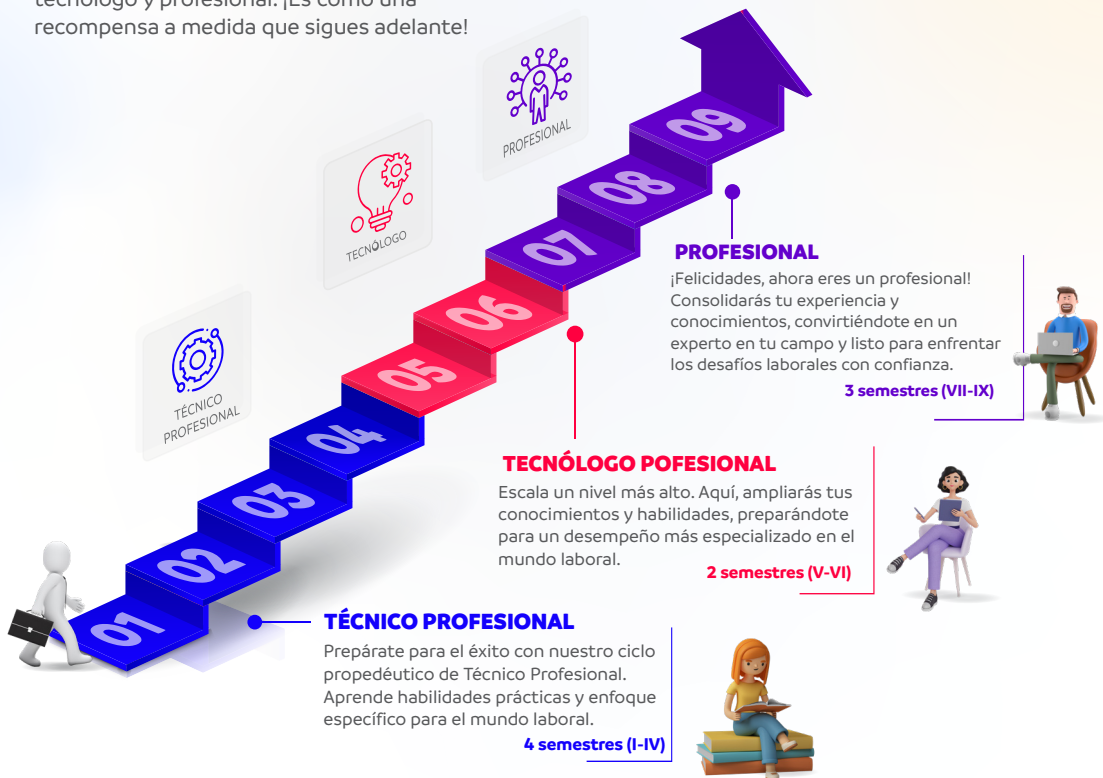 tecnólogo y profesional. ¡Es como una
recompensa a medida que sigues adelante!
PROFESIONAL
TECNÓLOGO
TÉCNICO
PROFESIONAL
09
08
07
06
05
04
03
02
01
PROFESIONAL
¡Felicidades, ahora eres un profesional!
Consolidarás tu experiencia y
conocimientos, convirtiéndote en un
experto en tu campo y listo para enfrentar
los desafíos laborales con confianza.
3 semestres (VII-IX)
TECNÓLOGO POFESIONAL
Escala un nivel más alto. Aquí, ampliarás tus
conocimientos y habilidades, preparándote
para un desempeño más especializado en el
mundo laboral.
2 semestres (V-VI)
TÉCNICO PROFESIONAL
Prepárate para el éxito con nuestro ciclo
propedéutico de Técnico Profesional.
Aprende habilidades prácticas y enfoque
específico para el mundo laboral.
4 semestres (I-IV)